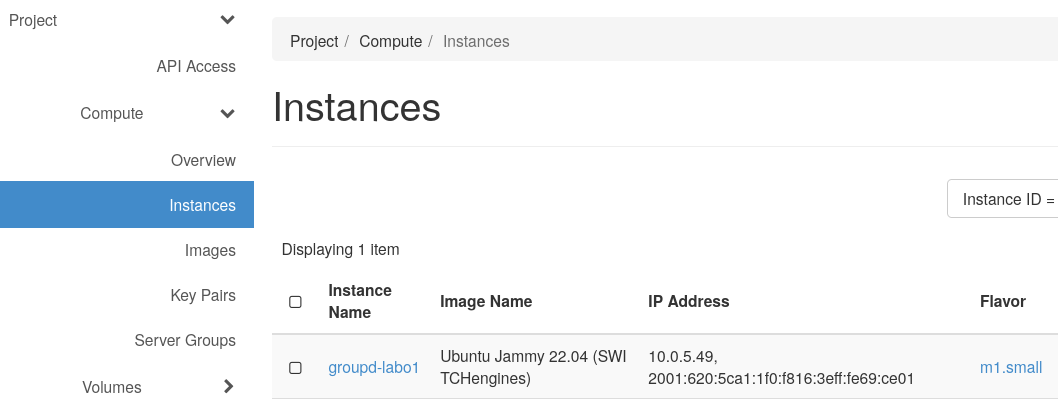 Project
API Access
Compute
Overview
Instances
Images
Key Pairs
Server Groups
Volumes
Project / Compute / Instances
Instances
Instance ID =
Displaying 1 item
Instance Name Image Name IP Address Flavor
groupd-labo1 Ubuntu Jammy 22.04 (SWI 10.0.5.49, m1.small
TCHengines) 2001:620:5ca1:1f0:f816:3eff:fe69:ce01